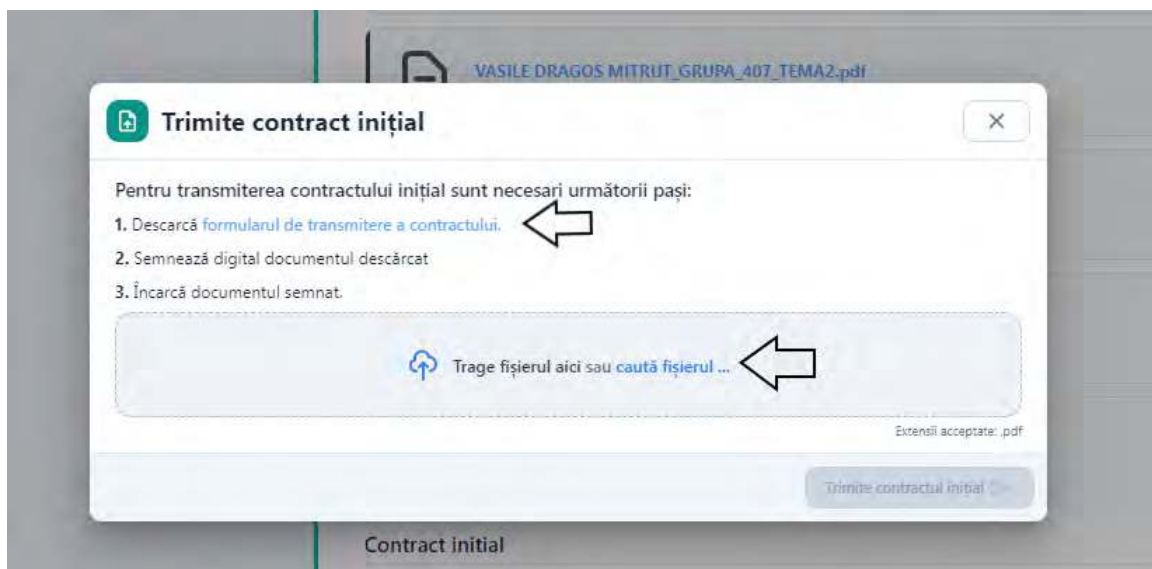 VASILE DRAGOS MITRUT_GRUPA_407_TEMA2.pdf
Trimite contract inițial
Pentru transmiterea contractului inițial sunt necesari următorii pași:
1. Descarcă formularul de transmitere a contractului.
2. Semnează digital documentul descărcat
3. Încarcă documentul semnat.
Trage fișierul aici sau caută fișierul ...
Extensii acceptate: .pdf
Trimite contractul inițial
Contract initial